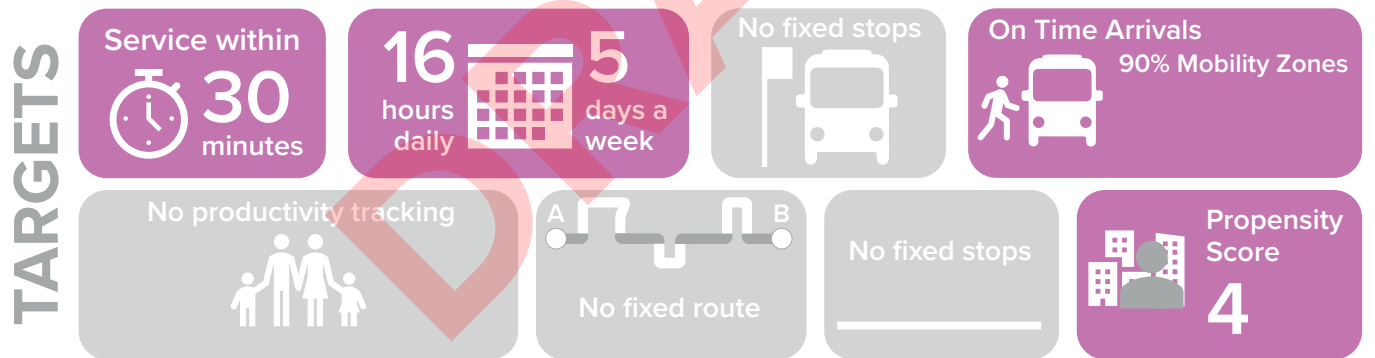 TARGETS
Service within
30
minutes
16
hours
daily
5
days a
week
No fixed stops
On Time Arrivals
90% Mobility Zones
No productivity tracking
A
B
No fixed route
No fixed stops
Propensity
Score
4